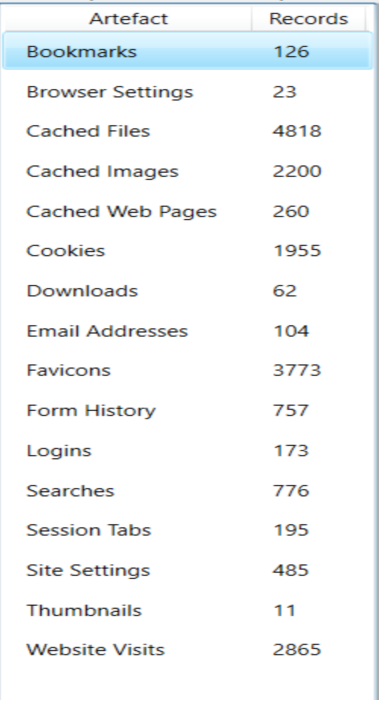 Artefact Records
Bookmarks 126
Browser Settings 23
Cached Files 4818
Cached Images 2200
Cached Web Pages 260
Cookies 1955
Downloads 62
Email Addresses 104
Favicons 3773
Form History 757
Logins 173
Searches 776
Session Tabs 195
Site Settings 485
Thumbnails 11
Website Visits 2865